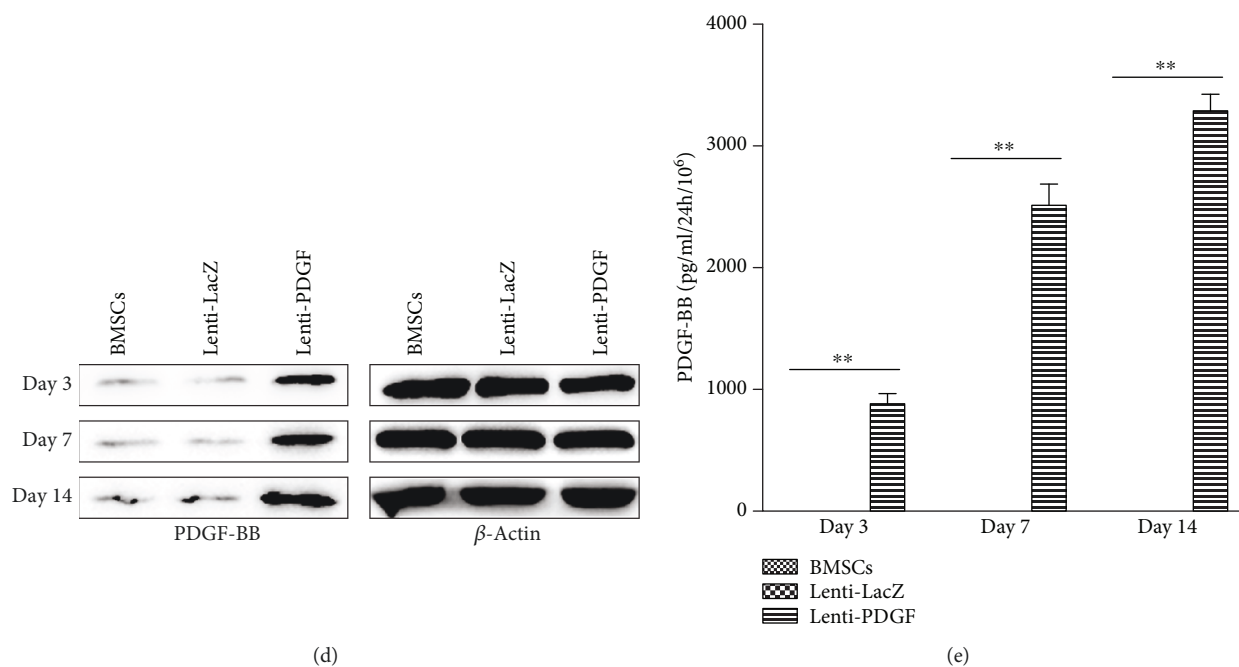 BMSCs
Lenti-LacZ
Lenti-PDGF
BMSCs
Lenti-LacZ
Lenti-PDGF
Day 3
Day 7
Day 14
PDGF-BB
β-Actin
(d)
PDGF-BB (pg/ml/24h/10⁶)
4000
3000
2000
1000
0
**
**
**
Day 3
Day 7
Day 14
BMSCs
Lenti-LacZ
Lenti-PDGF
(e)